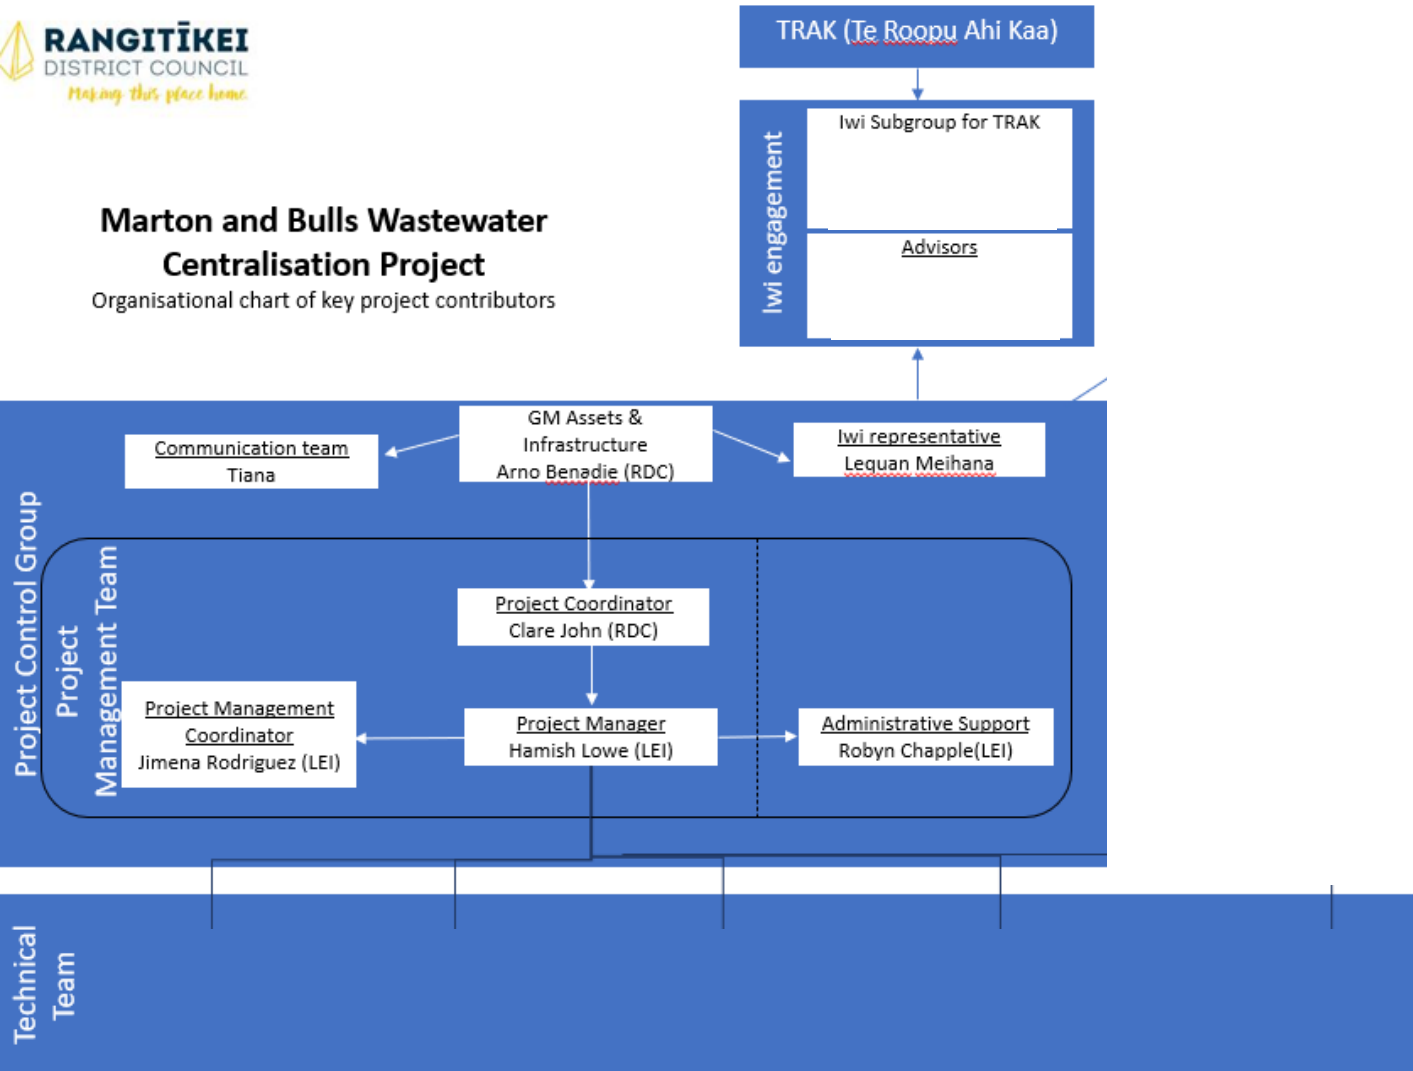 RANGITĪKEI
DISTRICT COUNCIL
Making this place home
Marton and Bulls Wastewater
Centralisation Project
Organisational chart of key project contributors
TRAK (Te Roopu Ahi Kaa)
Iwi engagement
Iwi Subgroup for TRAK
Advisors
Project Control Group
Communication team
Tiana
GM Assets &
Infrastructure
Arno Benadie (RDC)
Iwi representative
Lequan Meihana
Project
Management Team
Project Coordinator
Clare John (RDC)
Project Management
Coordinator
Jimena Rodriguez (LEI)
Project Manager
Hamish Lowe (LEI)
Administrative Support
Robyn Chapple(LEI)
Technical
Team